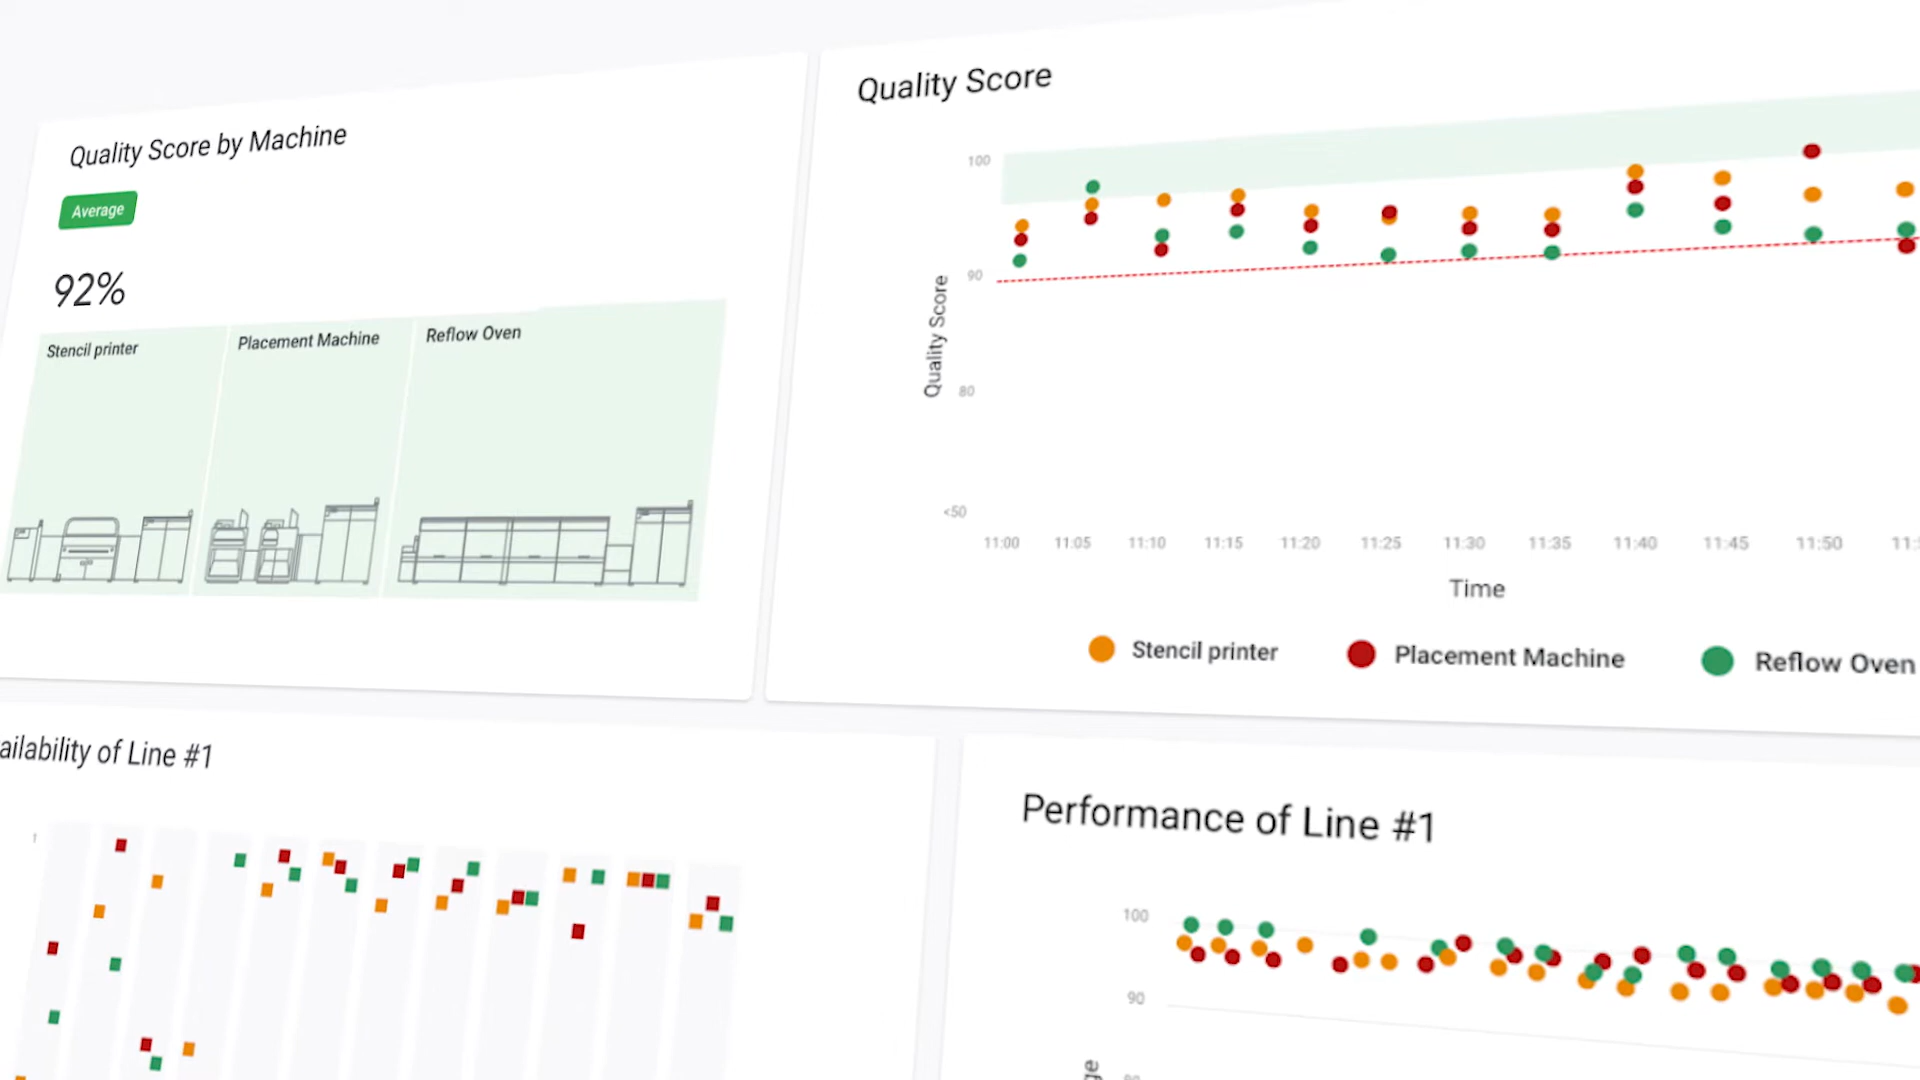 Quality Score by Machine
Average
92%
Stencil printer
Placement Machine
Reflow Oven
Quality Score
100
90
80
<50
Quality Score
11:00 11:05 11:10 11:15 11:20 11:25 11:30 11:35 11:40 11:45 11:50
Time
Stencil printer
Placement Machine
Reflow Oven
ailability of Line #1
1
Performance of Line #1
100
90